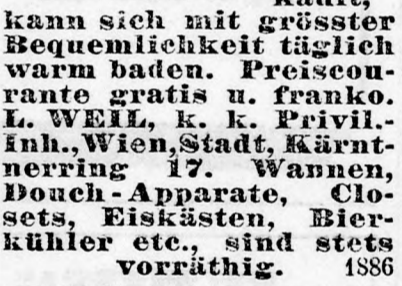 kauft,
kann sich mit grösster
Bequemlichkeit täglich
warm baden. Preiscou-
rante gratis u. franko.
L. WEIL, k. k. Privil.-
Inh., Wien, Stadt, Kärnt-
nerring 17. Wannen,
Douch-Apparate, Clo-
sets, Eiskästen, Bier-
kühler etc., sind stets
vorräthig. 1886